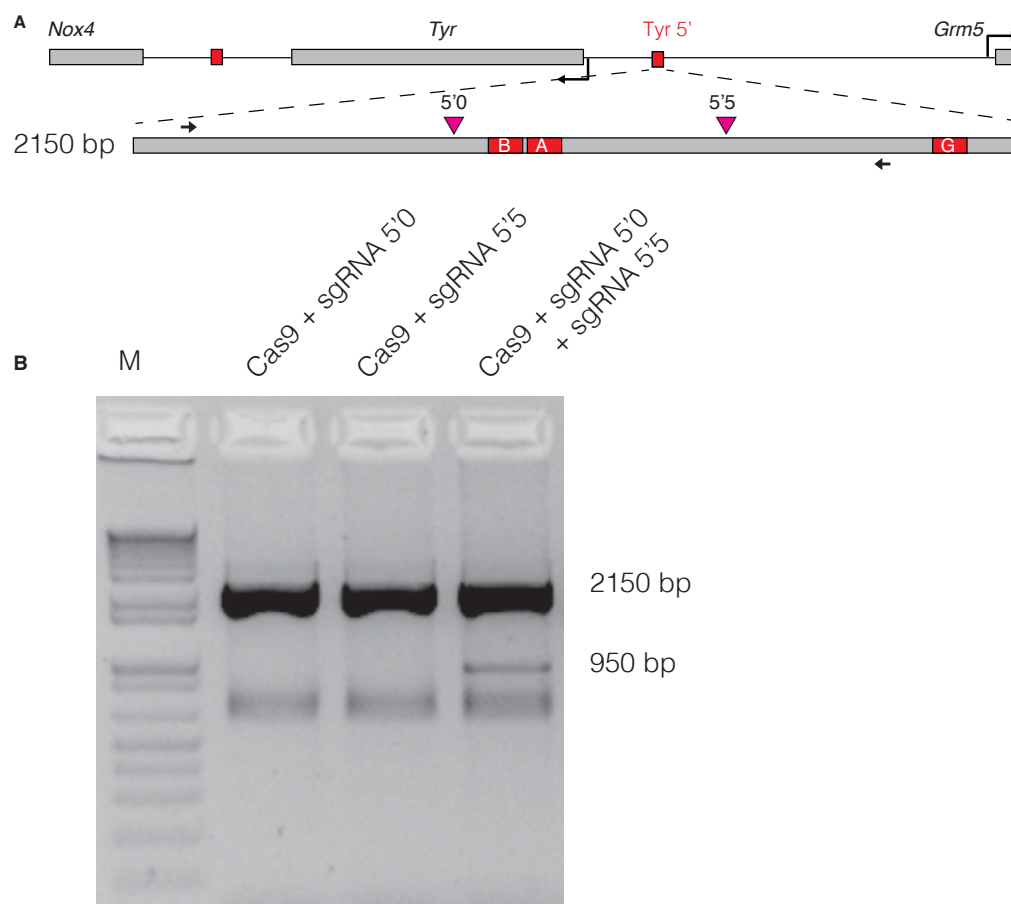 A
Nox4
Tyr
Tyr 5'
Grm5
5'0
5'5
2150 bp
B
A
G
Cas9 + sgRNA 5'0
Cas9 + sgRNA 5'5
Cas9 + sgRNA 5'0
+ sgRNA 5'5
B
M
2150 bp
950 bp